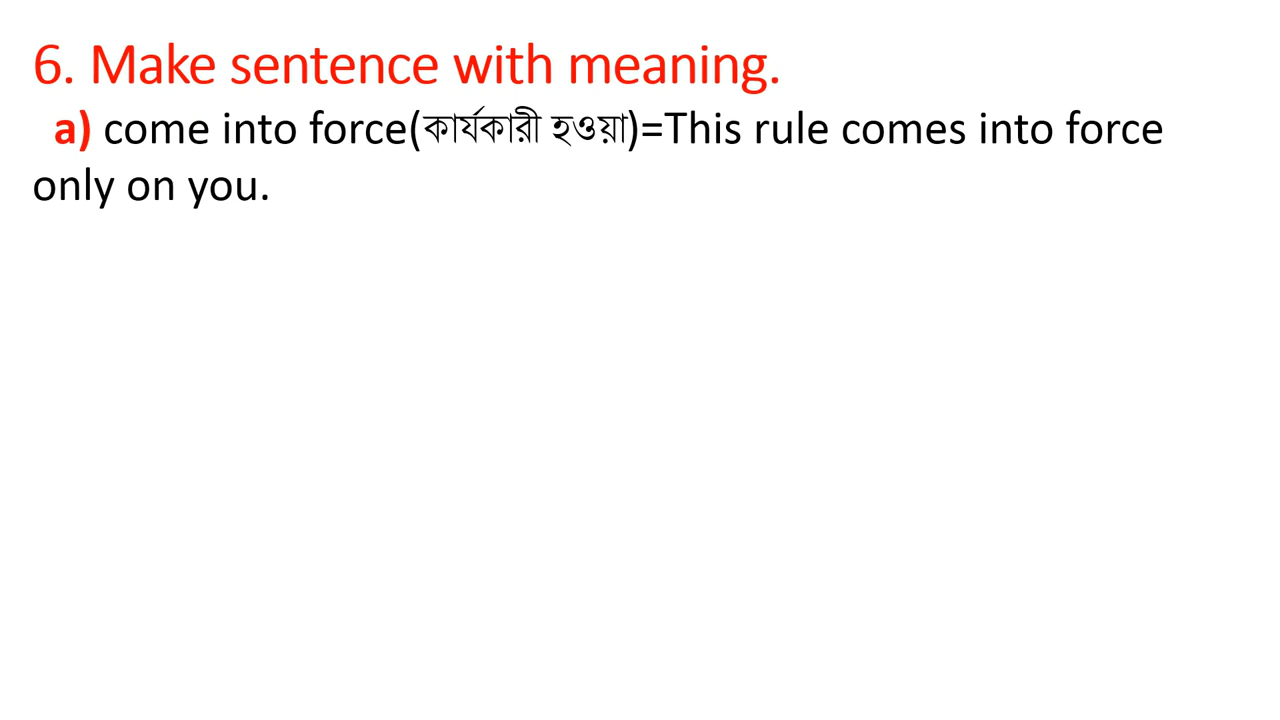 6. Make sentence with meaning.
a) come into force(কার্যকারী হওয়া)=This rule comes into force
only on you.